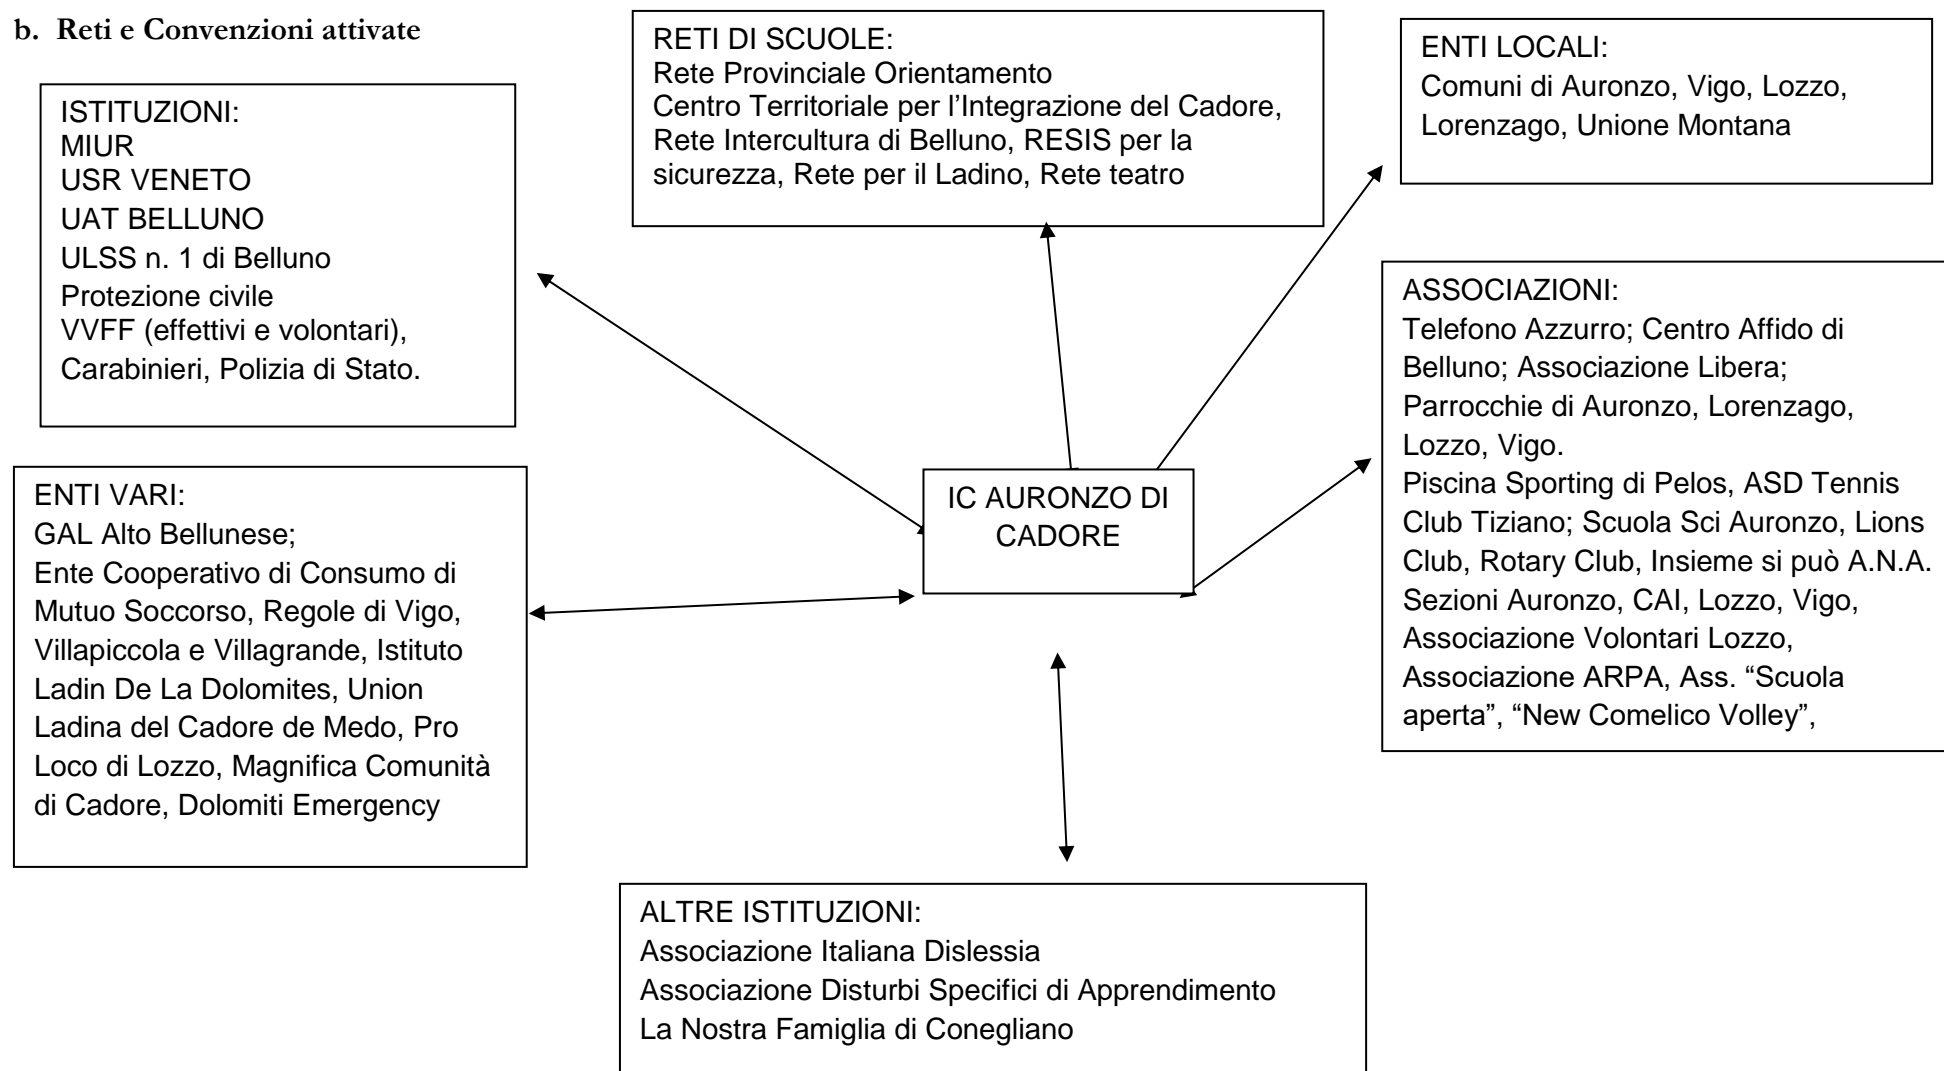 b. Reti e Convenzioni attivate
RETI DI SCUOLE:
Rete Provinciale Orientamento
Centro Territoriale per l’Integrazione del Cadore,
Rete Intercultura di Belluno, RESIS per la
sicurezza, Rete per il Ladino, Rete teatro
ENTI LOCALI:
Comuni di Auronzo, Vigo, Lozzo,
Lorenzago, Unione Montana
ISTITUZIONI:
MIUR
USR VENETO
UAT BELLUNO
ULSS n. 1 di Belluno
Protezione civile
VVFF (effettivi e volontari),
Carabinieri, Polizia di Stato.
ASSOCIAZIONI:
Telefono Azzurro; Centro Affido di
Belluno; Associazione Libera;
Parrocchie di Auronzo, Lorenzago,
Lozzo, Vigo.
Piscina Sporting di Pelos, ASD Tennis
Club Tiziano; Scuola Sci Auronzo, Lions
Club, Rotary Club, Insieme si può A.N.A.
Sezioni Auronzo, CAI, Lozzo, Vigo,
Associazione Volontari Lozzo,
Associazione ARPA, Ass. “Scuola
aperta”, “New Comelico Volley”,
IC AURONZO DI
CADORE
ENTI VARI:
GAL Alto Bellunese;
Ente Cooperativo di Consumo di
Mutuo Soccorso, Regole di Vigo,
Villapiccola e Villagrande, Istituto
Ladin De La Dolomites, Union
Ladina del Cadore de Medo, Pro
Loco di Lozzo, Magnifica Comunità
di Cadore, Dolomiti Emergency
ALTRE ISTITUZIONI:
Associazione Italiana Dislessia
Associazione Disturbi Specifici di Apprendimento
La Nostra Famiglia di Conegliano